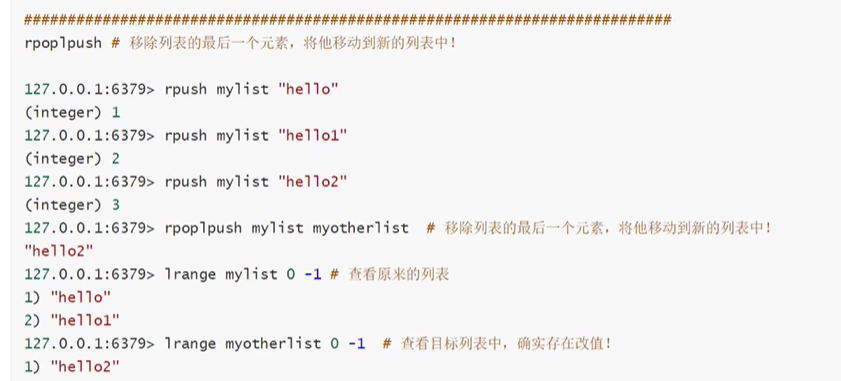 ##########################################################################
rpoplpush # 移除列表的最后一个元素，将他移动到新的列表中！
127.0.0.1:6379> rpush mylist "hello"
(integer) 1
127.0.0.1:6379> rpush mylist "hello1"
(integer) 2
127.0.0.1:6379> rpush mylist "hello2"
(integer) 3
127.0.0.1:6379> rpoplpush mylist myotherlist  # 移除列表的最后一个元素，将他移动到新的列表中！
"hello2"
127.0.0.1:6379> lrange mylist 0 -1 # 查看原来的列表
1) "hello"
2) "hello1"
127.0.0.1:6379> lrange myotherlist 0 -1  # 查看目标列表中，确实存在改值！
1) "hello2"